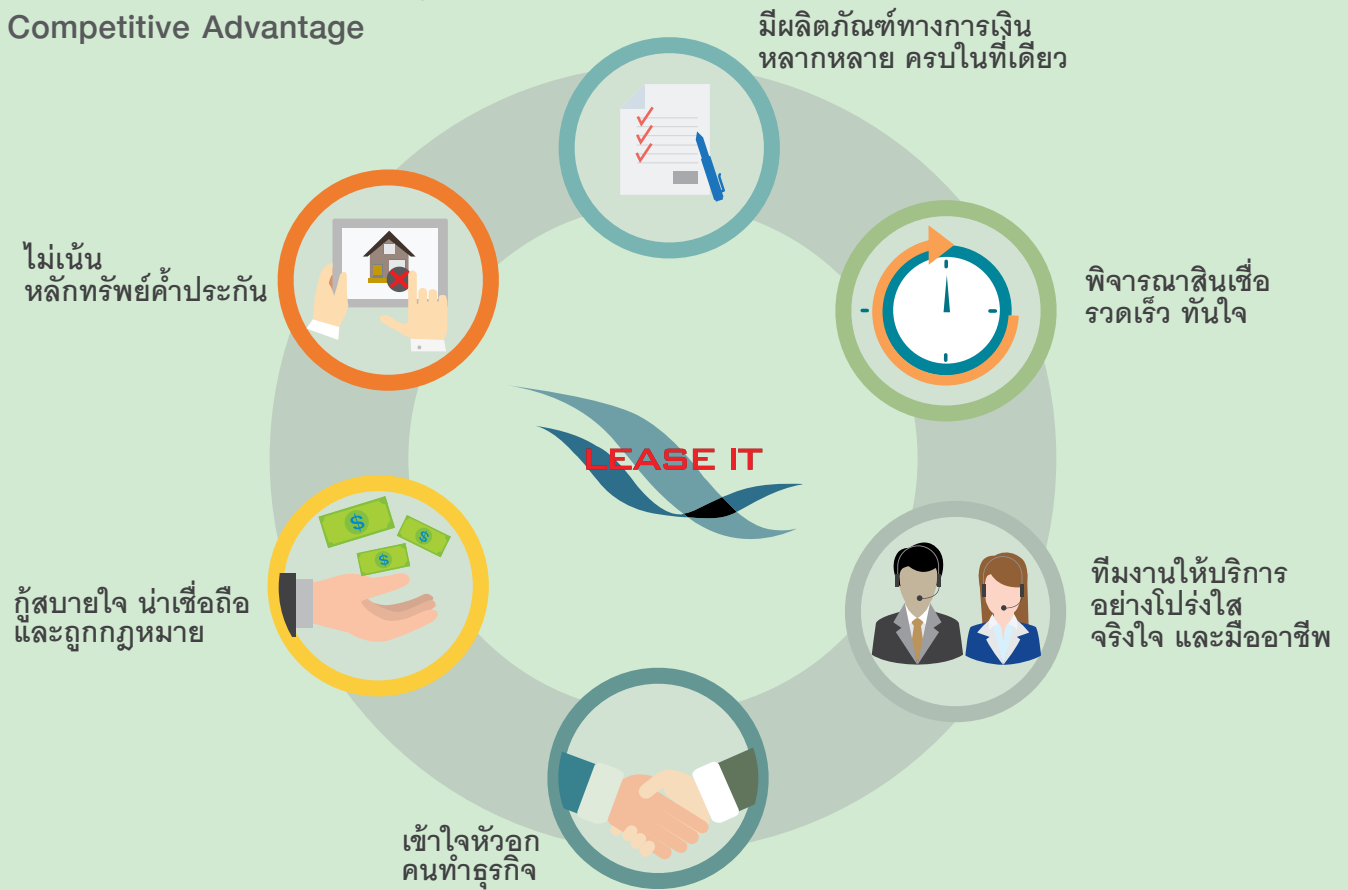 Competitive Advantage
มีผลิตภัณฑ์ทางการเงิน
หลากหลาย ครบในที่เดียว
ไม่เน้น
หลักทรัพย์ค้ำประกัน
พิจารณาสินเชื่อ
รวดเร็ว ทันใจ
LEASE IT
กู้สบายใจ น่าเชื่อถือ
และถูกกฎหมาย
ทีมงานให้บริการ
อย่างโปร่งใส
จริงใจ และมืออาชีพ
เข้าใจหัวอก
คนทำธุรกิจ